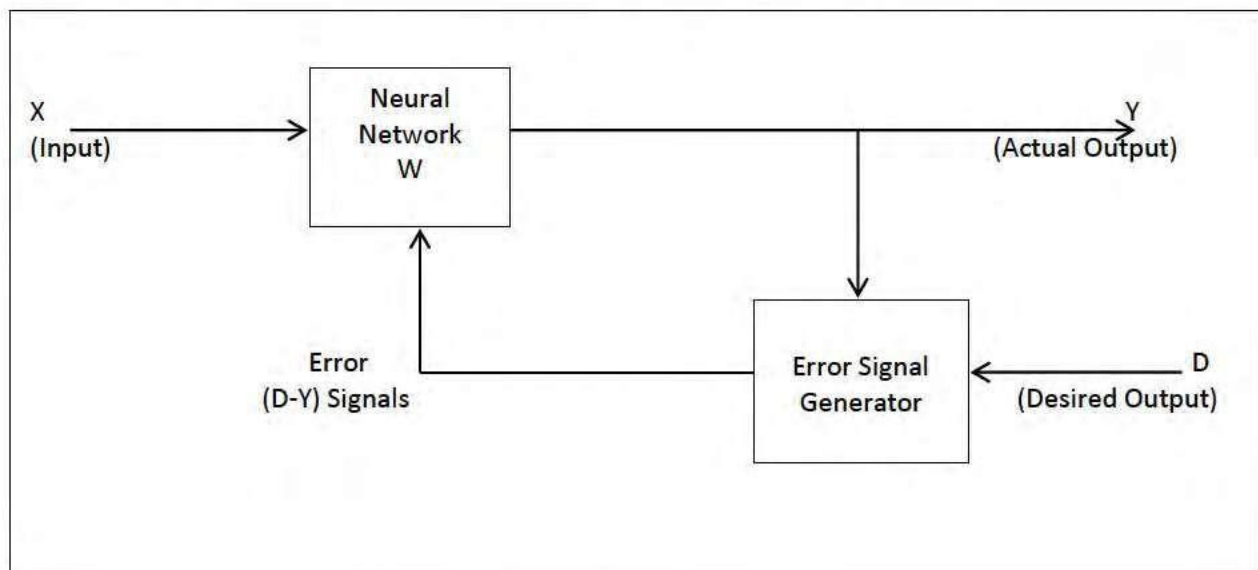 Neural
Network
W
X
(Input)
Y
(Actual Output)
Error
(D-Y) Signals
Error Signal
Generator
D
(Desired Output)